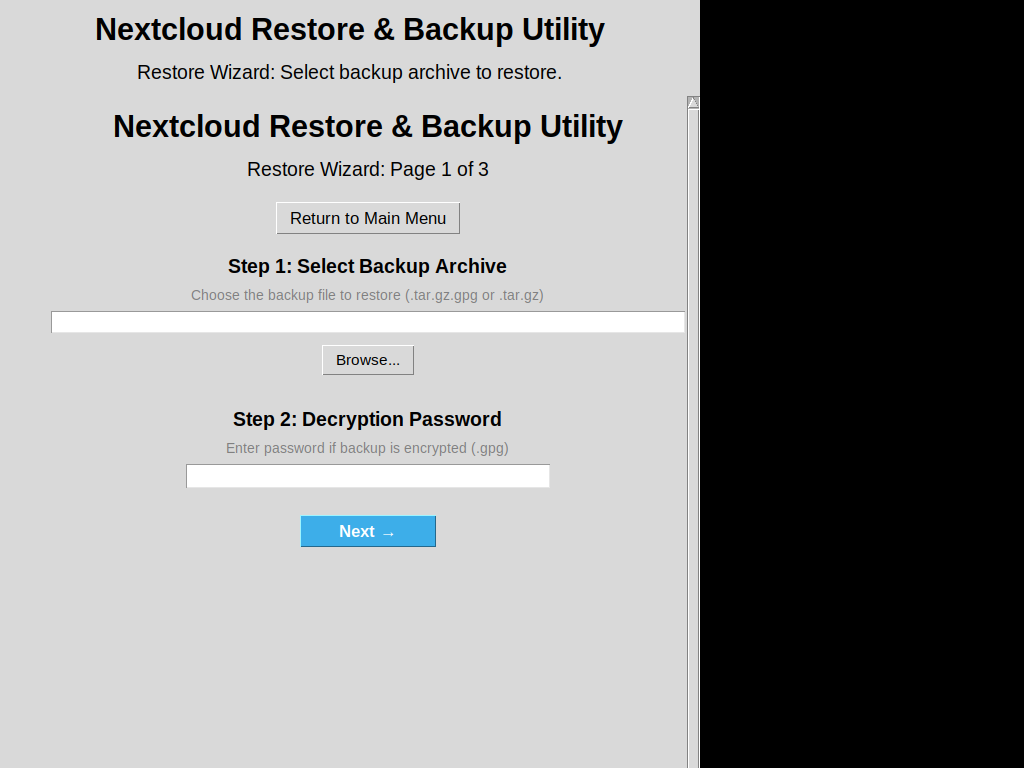 Nextcloud Restore & Backup Utility
Restore Wizard: Select backup archive to restore.
Nextcloud Restore & Backup Utility
Restore Wizard: Page 1 of 3
Return to Main Menu
Step 1: Select Backup Archive
Choose the backup file to restore (.tar.gz.gpg or .tar.gz)
Browse...
Step 2: Decryption Password
Enter password if backup is encrypted (.gpg)
Next →